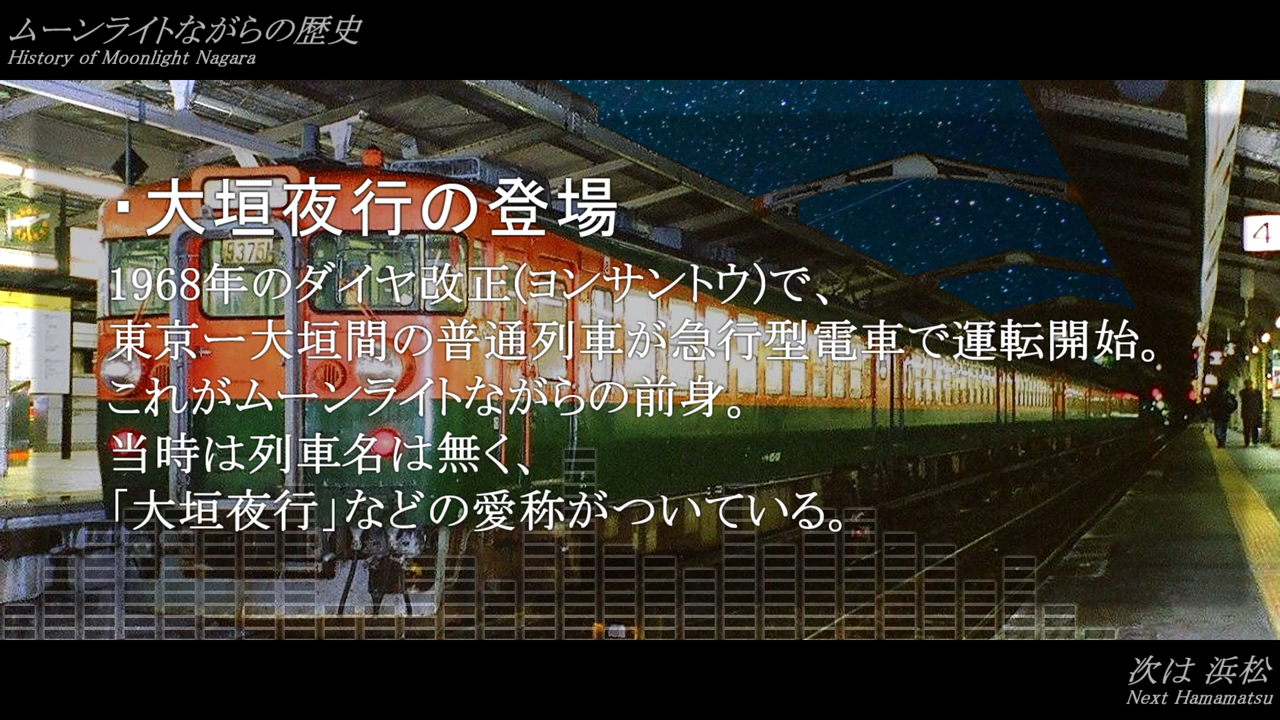 ムーンライトながらの歴史
History of Moonlight Nagara
・大垣夜行の登場
9375M
4
1968年のダイヤ改正(ヨンサントウ)で、
東京ー大垣間の普通列車が急行型電車で運転開始。
これがムーンライトながらの前身。
当時は列車名は無く、
「大垣夜行」などの愛称がついている。
次は 浜松
Next Hamamatsu